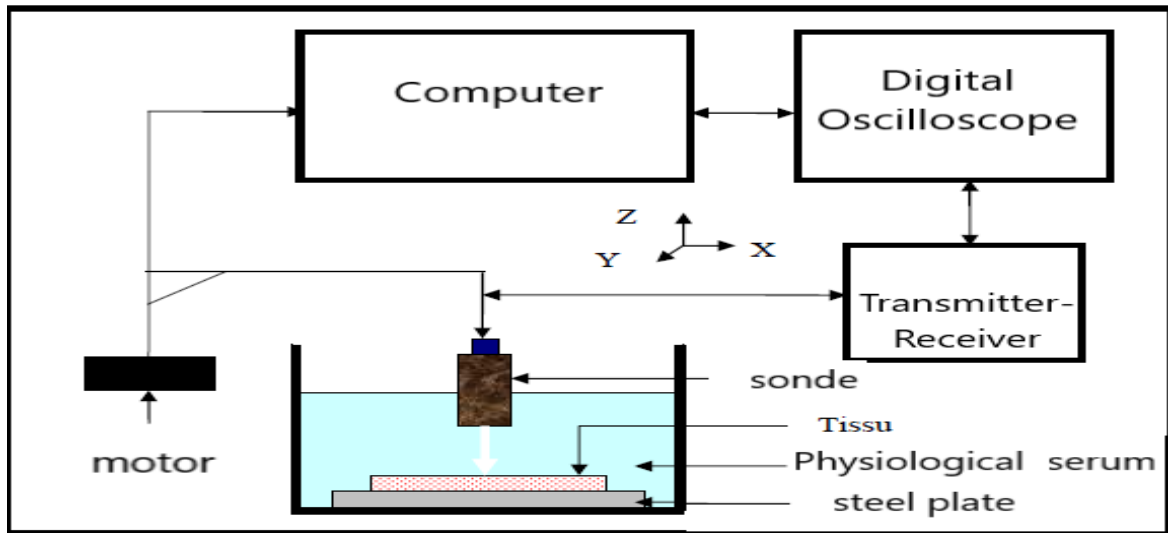 Computer
Digital
Oscilloscope
Z
X
Y
Transmitter-
Receiver
sonde
Tissu
motor
Physiological serum
steel plate